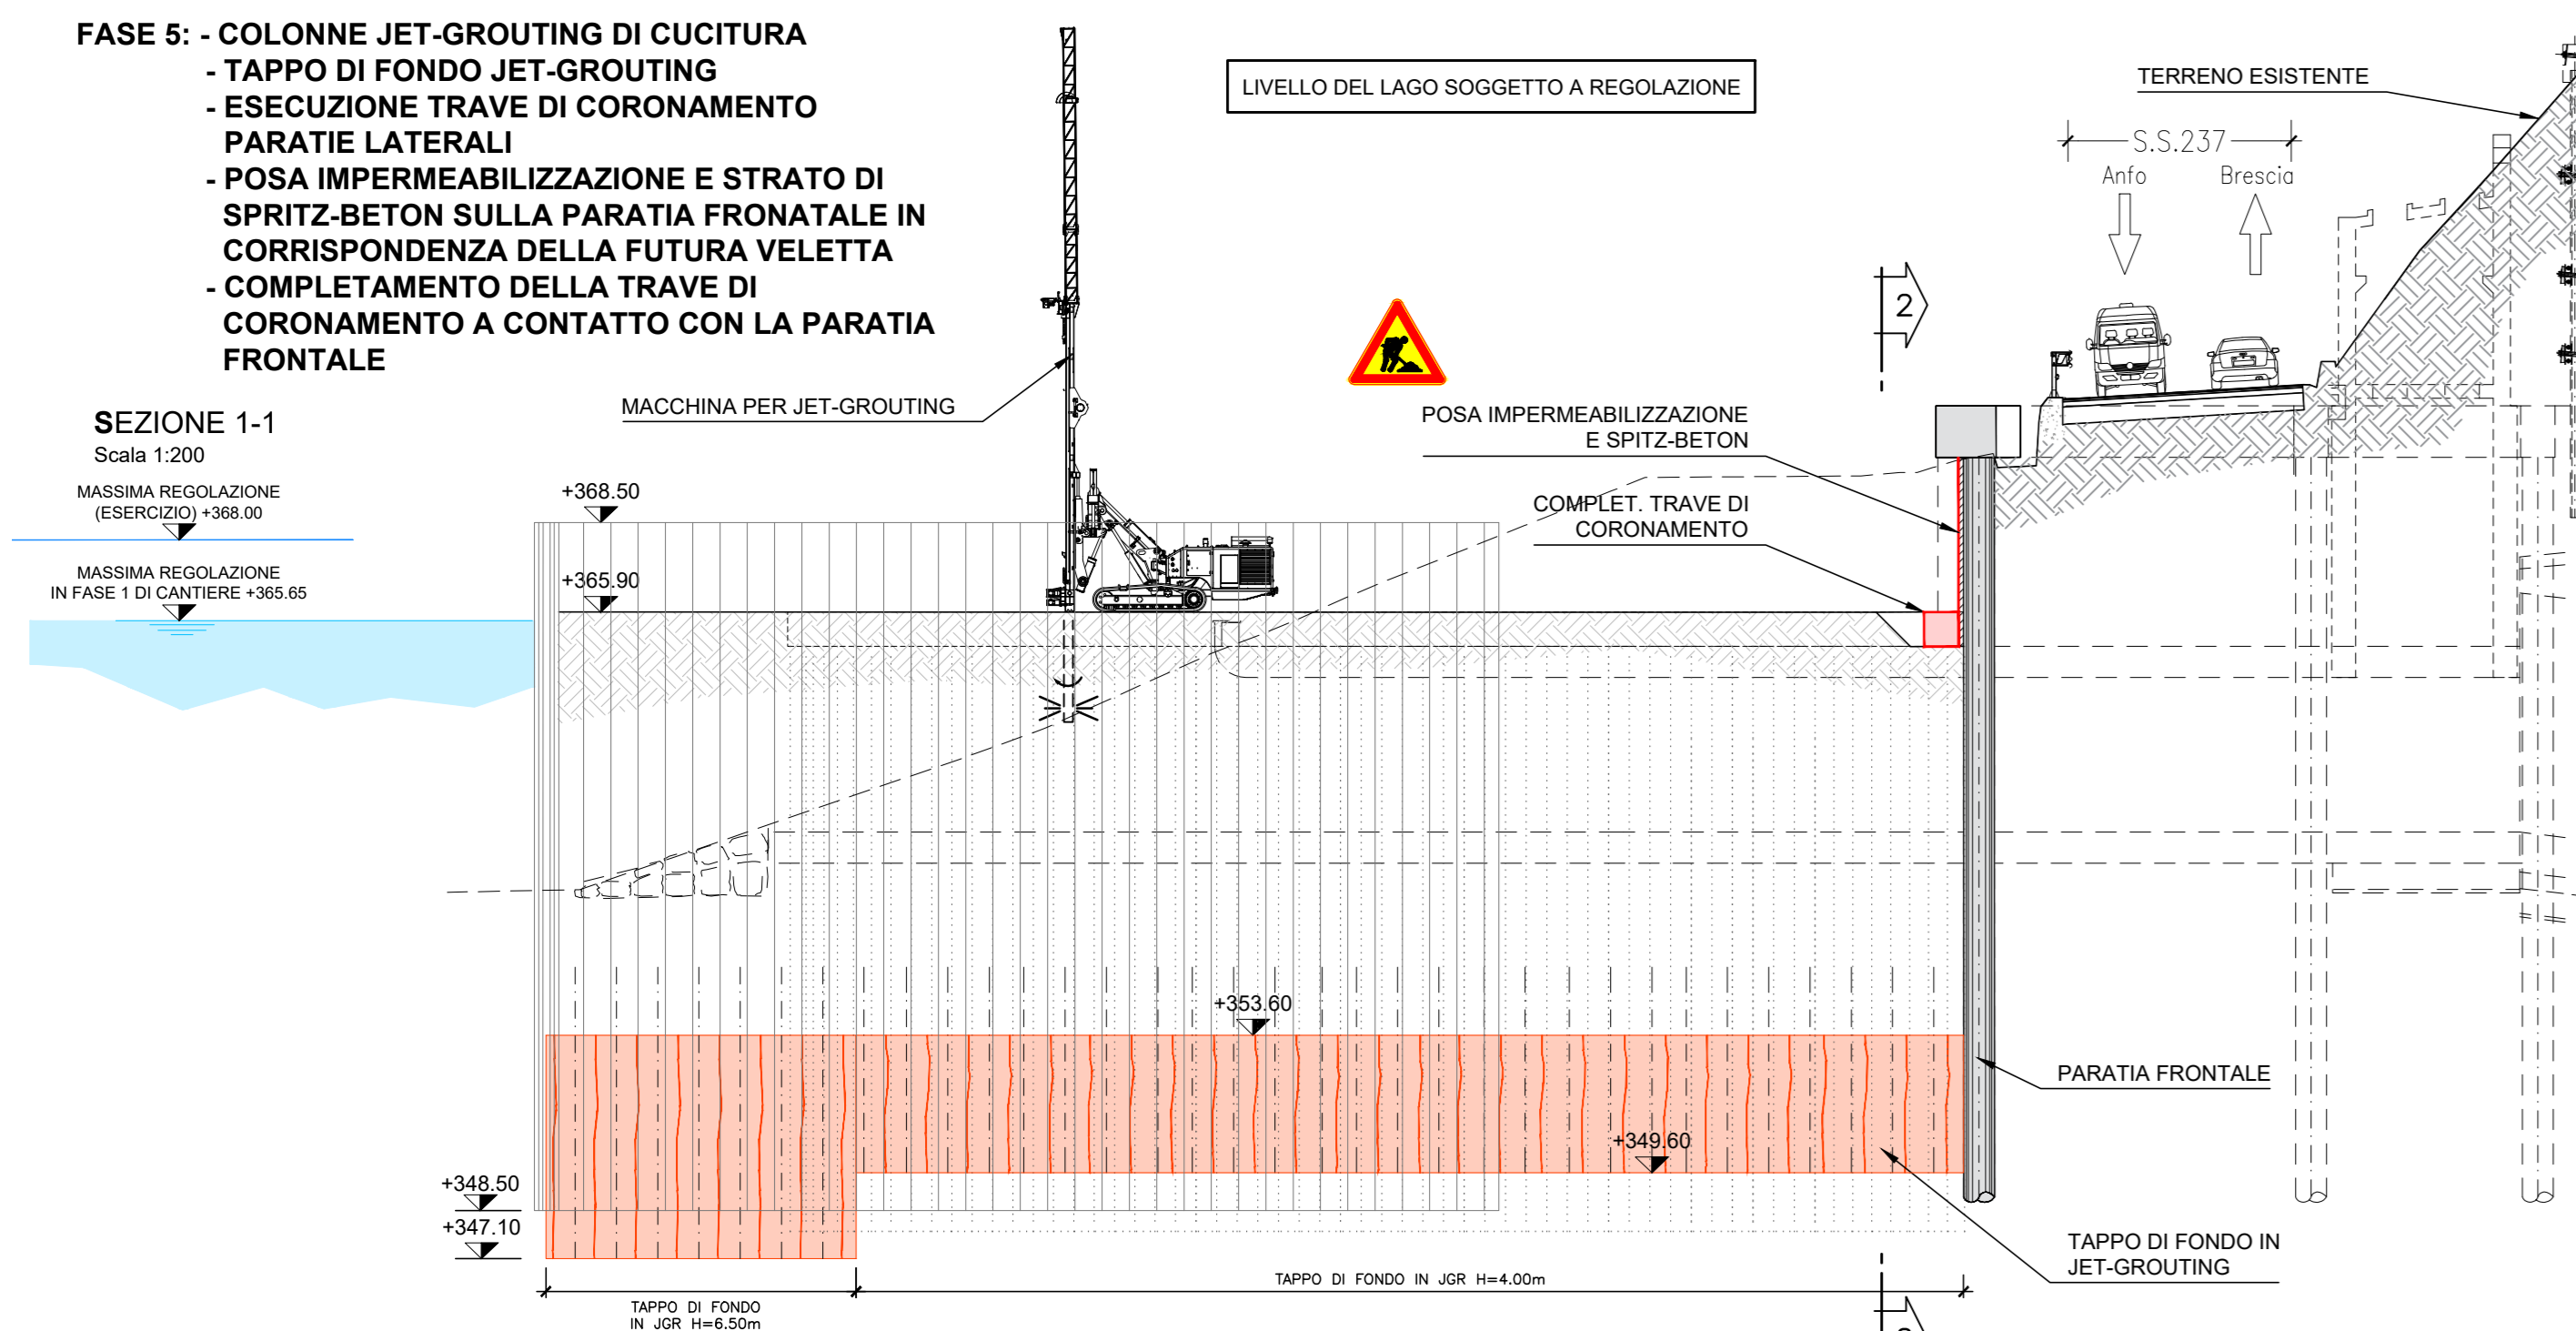 FASE 5: - COLONNE JET-GROUTING DI CUCITURA
- TAPPO DI FONDO JET-GROUTING
- ESECUZIONE TRAVE DI CORONAMENTO
PARATIE LATERALI
- POSA IMPERMEABILIZZAZIONE E STRATO DI
SPRITZ-BETON SULLA PARATIA FRONATALE IN
CORRISPONDENZA DELLA FUTURA VELETTA
- COMPLETAMENTO DELLA TRAVE DI
CORONAMENTO A CONTATTO CON LA PARATIA
FRONTALE
LIVELLO DEL LAGO SOGGETTO A REGOLAZIONE
TERRENO ESISTENTE
S.S.237
Anfo
Brescia
2
MACCHINA PER JET-GROUTING
SEZIONE 1-1
Scala 1:200
MASSIMA REGOLAZIONE
(ESERCIZIO) +368.00
MASSIMA REGOLAZIONE
IN FASE 1 DI CANTIERE +365.65
+368.50
+365.90
POSA IMPERMEABILIZZAZIONE
E SPITZ-BETON
COMPLET. TRAVE DI
CORONAMENTO
+353.60
+349.60
PARATIA FRONTALE
+348.50
+347.10
TAPPO DI FONDO IN
JET-GROUTING
TAPPO DI FONDO IN JGR H=4.00m
TAPPO DI FONDO
IN JGR H=6.50m